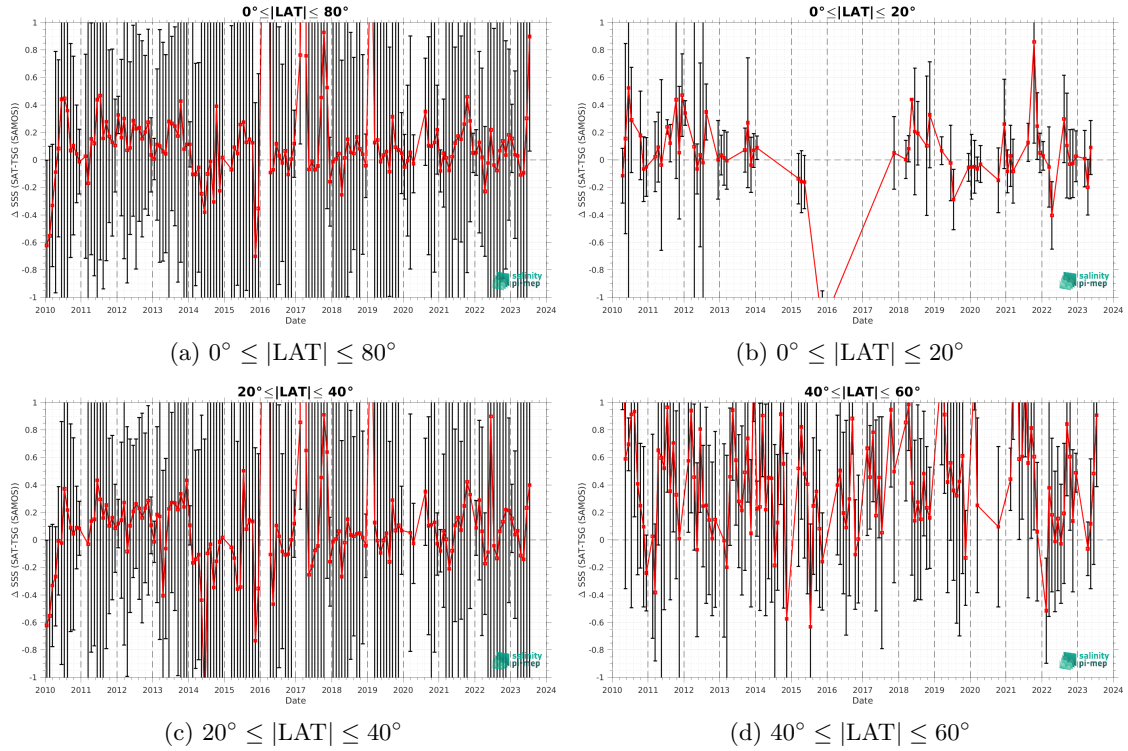 0°≤|LAT|≤ 80°
Δ SSS (SAT-TSG (SAMOS))
1
0.8
0.6
0.4
0.2
0
-0.2
-0.4
-0.6
-0.8
-1
2010 2011 2012 2013 2014 2015 2016 2017 2018 2019 2020 2021 2022 2023 2024
Date
salinity
pi-mep
(a) 0° ≤ |LAT| ≤ 80°
0°≤|LAT|≤ 20°
Δ SSS (SAT-TSG (SAMOS))
1
0.8
0.6
0.4
0.2
0
-0.2
-0.4
-0.6
-0.8
-1
2010 2011 2012 2013 2014 2015 2016 2017 2018 2019 2020 2021 2022 2023 2024
Date
salinity
pi-mep
(b) 0° ≤ |LAT| ≤ 20°
20°≤|LAT|≤ 40°
Δ SSS (SAT-TSG (SAMOS))
1
0.8
0.6
0.4
0.2
0
-0.2
-0.4
-0.6
-0.8
-1
2010 2011 2012 2013 2014 2015 2016 2017 2018 2019 2020 2021 2022 2023 2024
Date
salinity
pi-mep
(c) 20° ≤ |LAT| ≤ 40°
40°≤|LAT|≤ 60°
Δ SSS (SAT-TSG (SAMOS))
1
0.8
0.6
0.4
0.2
0
-0.2
-0.4
-0.6
-0.8
-1
2010 2011 2012 2013 2014 2015 2016 2017 2018 2019 2020 2021 2022 2023 2024
Date
salinity
pi-mep
(d) 40° ≤ |LAT| ≤ 60°